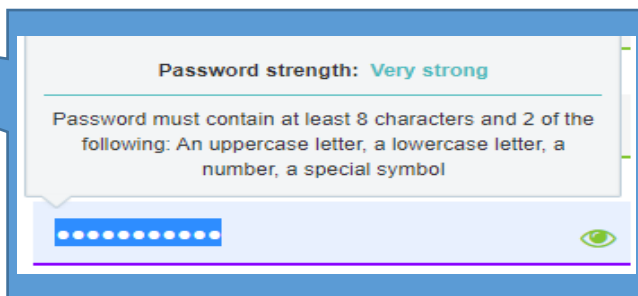 Password strength: Very strong
Password must contain at least 8 characters and 2 of the
following: An uppercase letter, a lowercase letter, a
number, a special symbol
•••••••••••